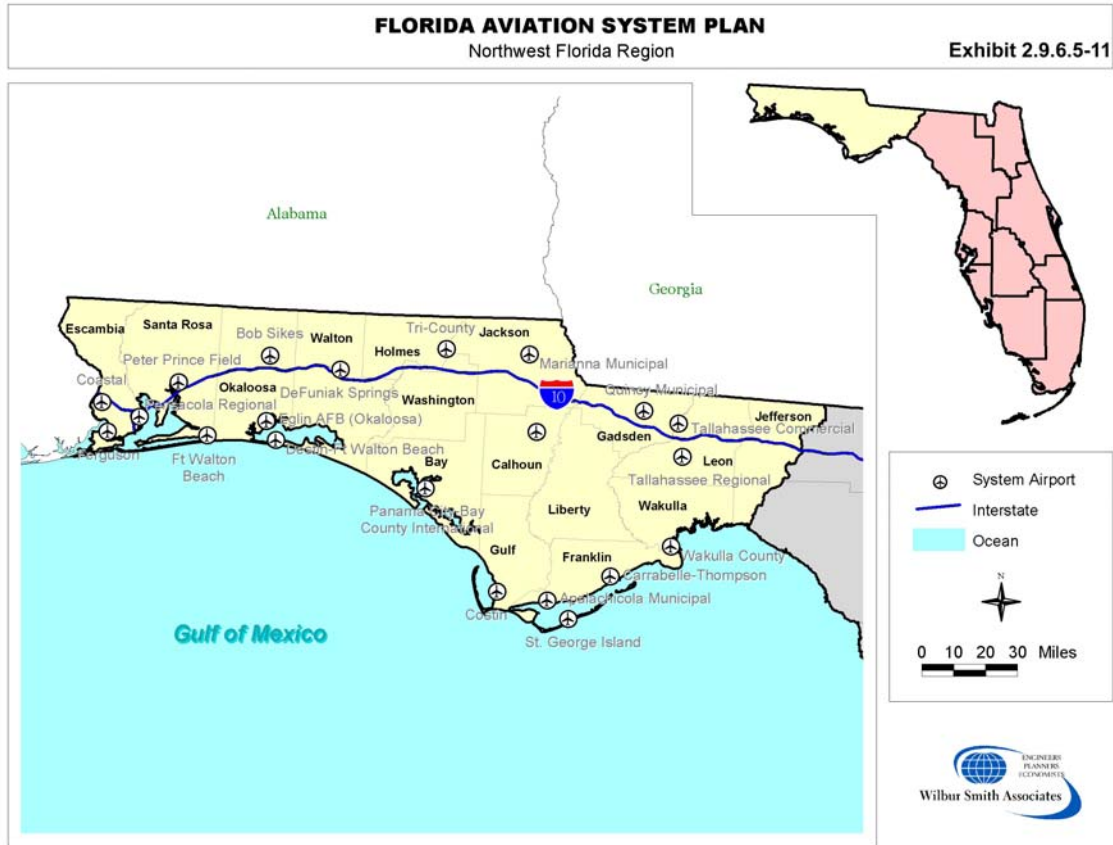 FLORIDA AVIATION SYSTEM PLAN
Northwest Florida Region
Exhibit 2.9.6.5-11
Alabama
Georgia
Escambia
Santa Rosa
Bob Sikes
Walton
Holmes
Tri-County
Jackson
Peter Prince Field
Marianna Municipal
Coastal
Okaloosa
DeFuniak Springs
Washington
10
Quincy Municipal
Pensacola Regional
Eglin AFB (Okaloosa)
Jefferson
Tallahassee Commercial
Gadsden
Ferguson
Ft Walton
Beach
Destin-Ft Walton Beach
Bay
Calhoun
Leon
Tallahassee Regional
Panama City-Bay
County International
Liberty
Wakulla
Gulf
Franklin
Wakulla County
Carrabelle-Thompson
Costin
Apalachicola Municipal
St. George Island
Gulf of Mexico
System Airport
Interstate
Ocean
N
0 10 20 30 Miles
ENGINEERS
PLANNERS
ECONOMISTS
Wilbur Smith Associates